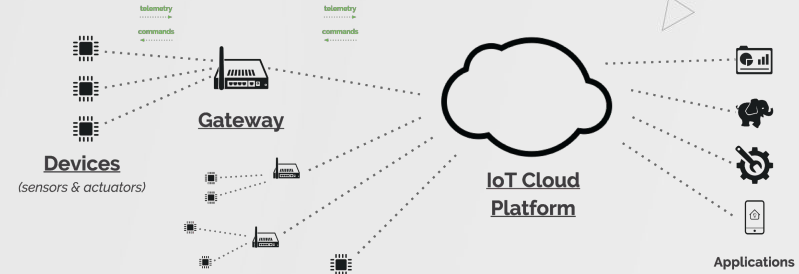 telemetry
telemetry
commands
commands
Gateway
Devices
(sensors & actuators)
IoT Cloud
Platform
Applications